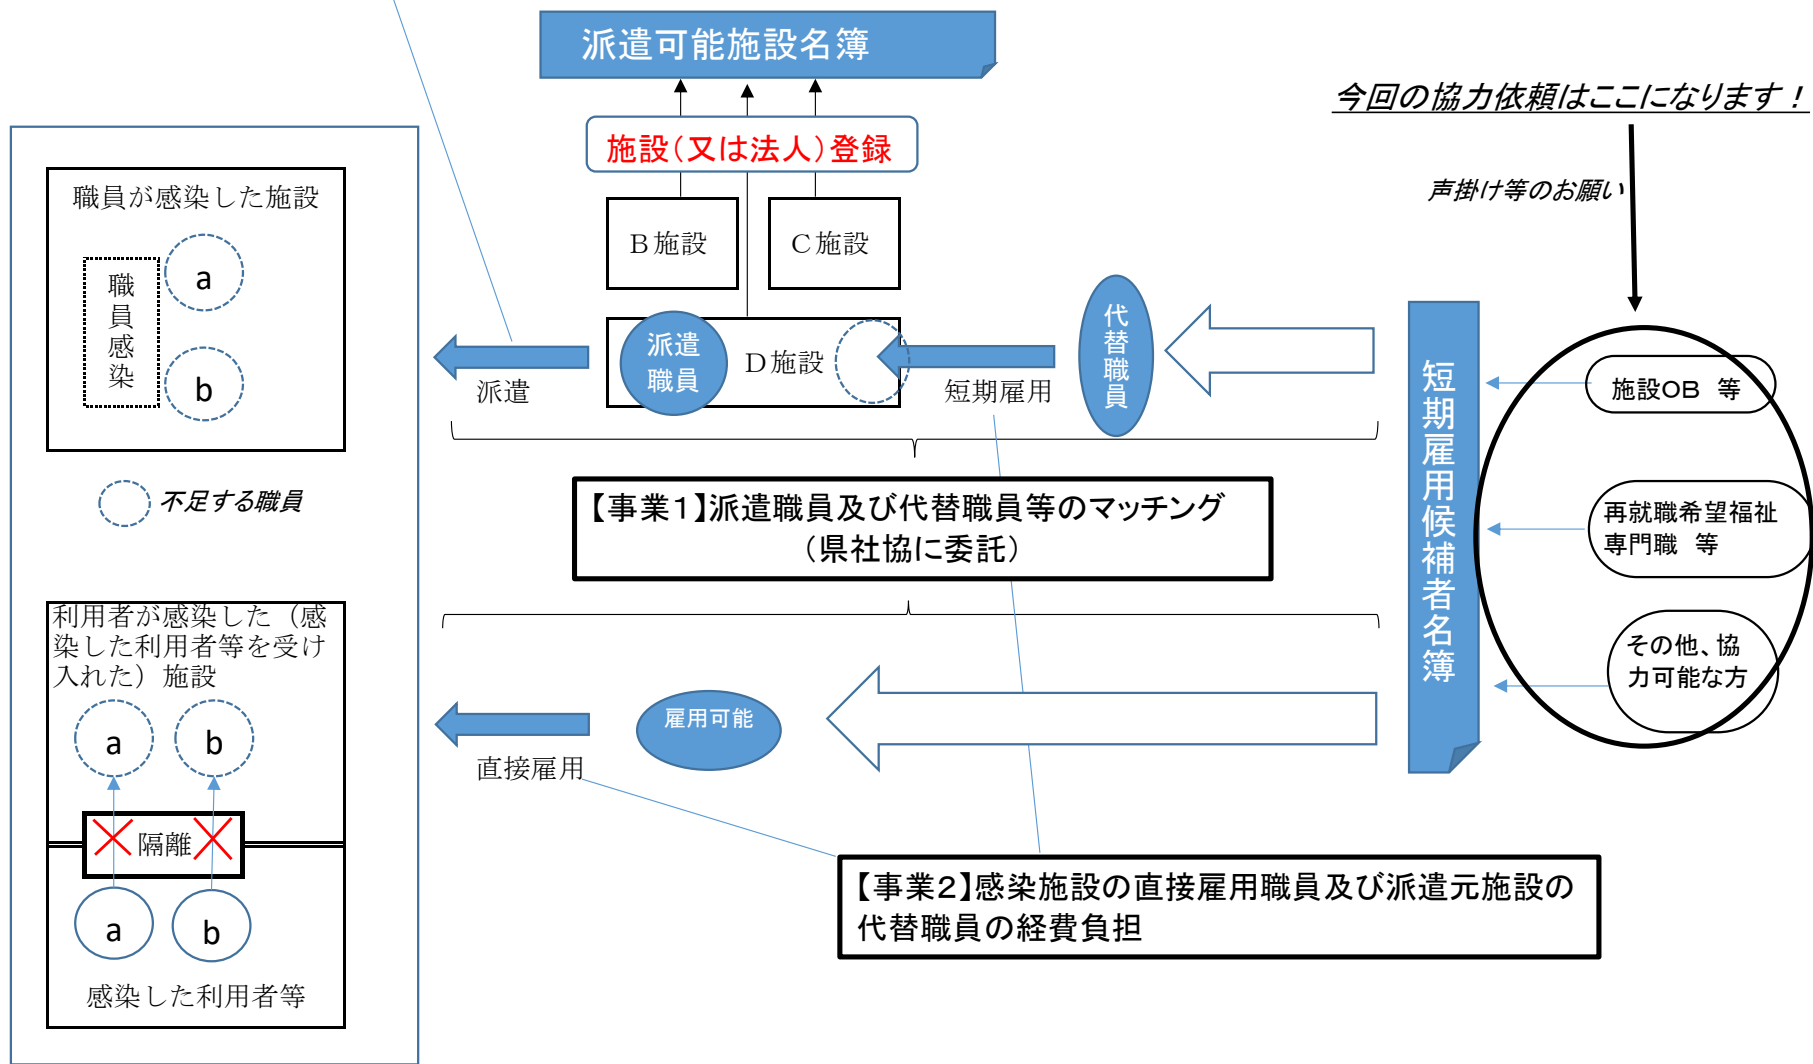 派遣可能施設名簿
今回の協力依頼はここになります！
施設（又は法人）登録
声掛け等のお願い
職員が感染した施設
職員感染
a
b
不足する職員
Ｂ施設
Ｃ施設
派遣
職員
Ｄ施設
派遣
短期雇用
代替職員
短期雇用候補者名簿
施設ＯＢ　等
再就職希望福祉
専門職　等
その他、協
力可能な方
【事業１】派遣職員及び代替職員等のマッチング
（県社協に委託）
利用者が感染した（感
染した利用者等を受け
入れた）施設
a
b
隔離
a
b
感染した利用者等
雇用可能
直接雇用
【事業２】感染施設の直接雇用職員及び派遣元施設の
代替職員の経費負担